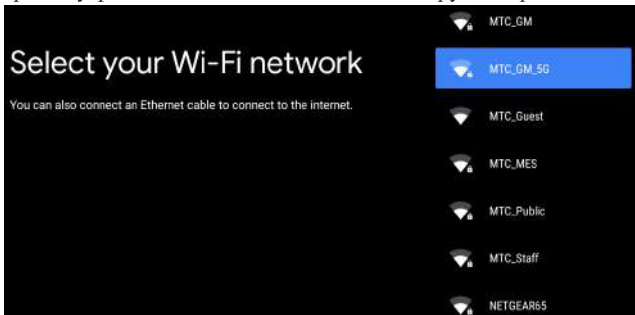 MTC_GM
Select your Wi-Fi network
MTC_GM_5G
You can also connect an Ethernet cable to connect to the internet.
MTC_Guest
MTC_MES
MTC_Public
MTC_Staff
NETGEAR65